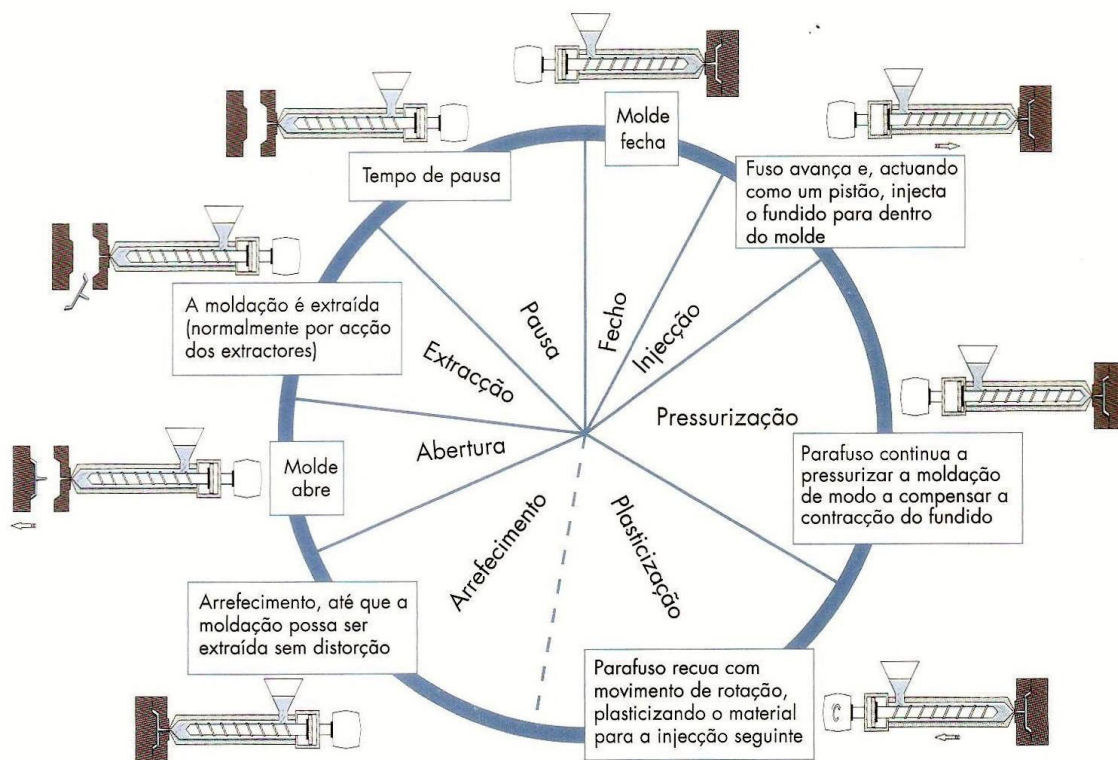 Molde
fecha
Fuso avança e, actuando
como um pistão, injecta
o fundido para dentro
do molde
Tempo de pausa
A moldação é extraída
(normalmente por acção
dos extractores)
Pausa
Fecho
Injecção
Extracção
Pressurização
Abertura
Molde
abre
Parafuso continua a
pressurizar a moldação
de modo a compensar a
contracção do fundido
Arrefecimento
Plasticização
Arrefecimento, até que a
moldação possa ser
extraída sem distorção
Parafuso recua com
movimento de rotação,
plasticizando o material
para a injecção seguinte